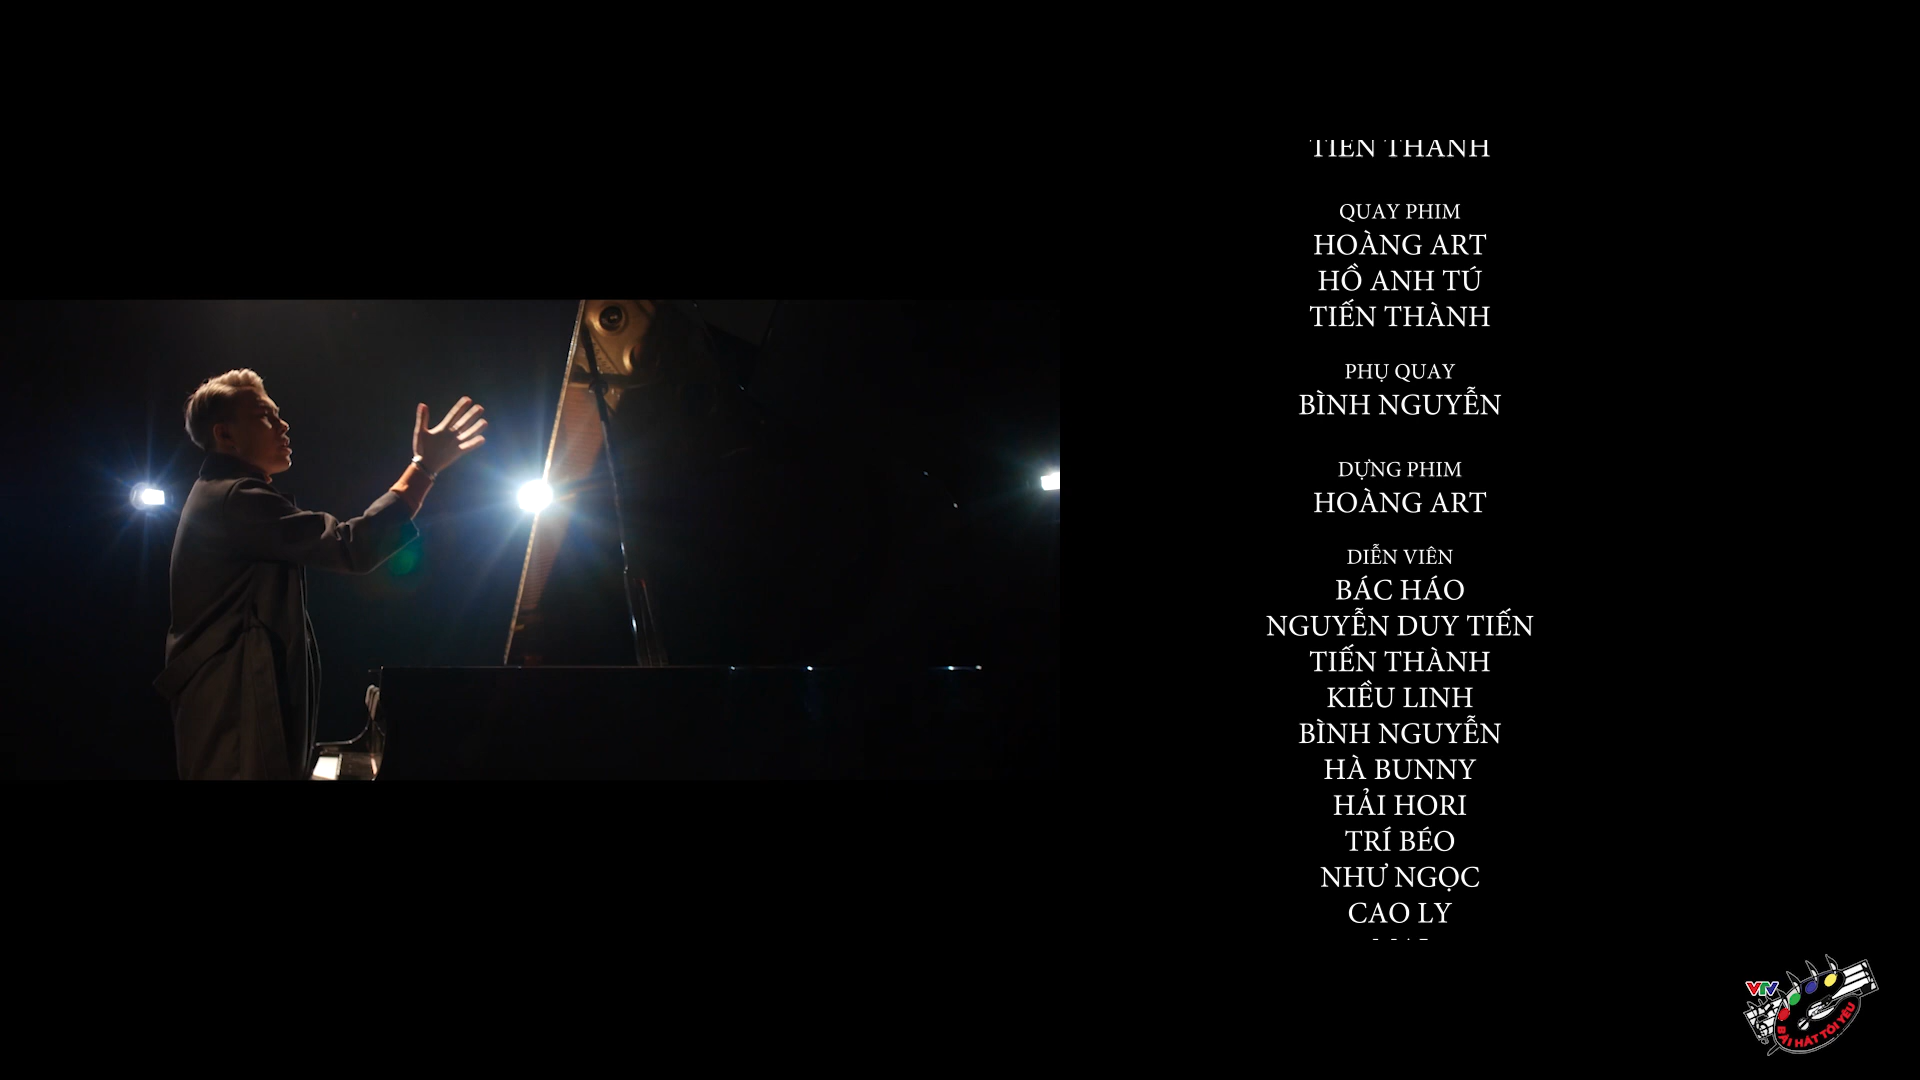 TIẾN THÀNH
QUAY PHIM
HOÀNG ART
HỒ ANH TÚ
TIẾN THÀNH
PHỤ QUAY
BÌNH NGUYỄN
DỰNG PHIM
HOÀNG ART
DIỄN VIÊN
BÁC HÁO
NGUYỄN DUY TIẾN
TIẾN THÀNH
KIỀU LINH
BÌNH NGUYỄN
HÀ BUNNY
HẢI HORI
TRÍ BÉO
NHƯ NGỌC
CAO LY
VTV
BÀI HÁT TÔI YÊU